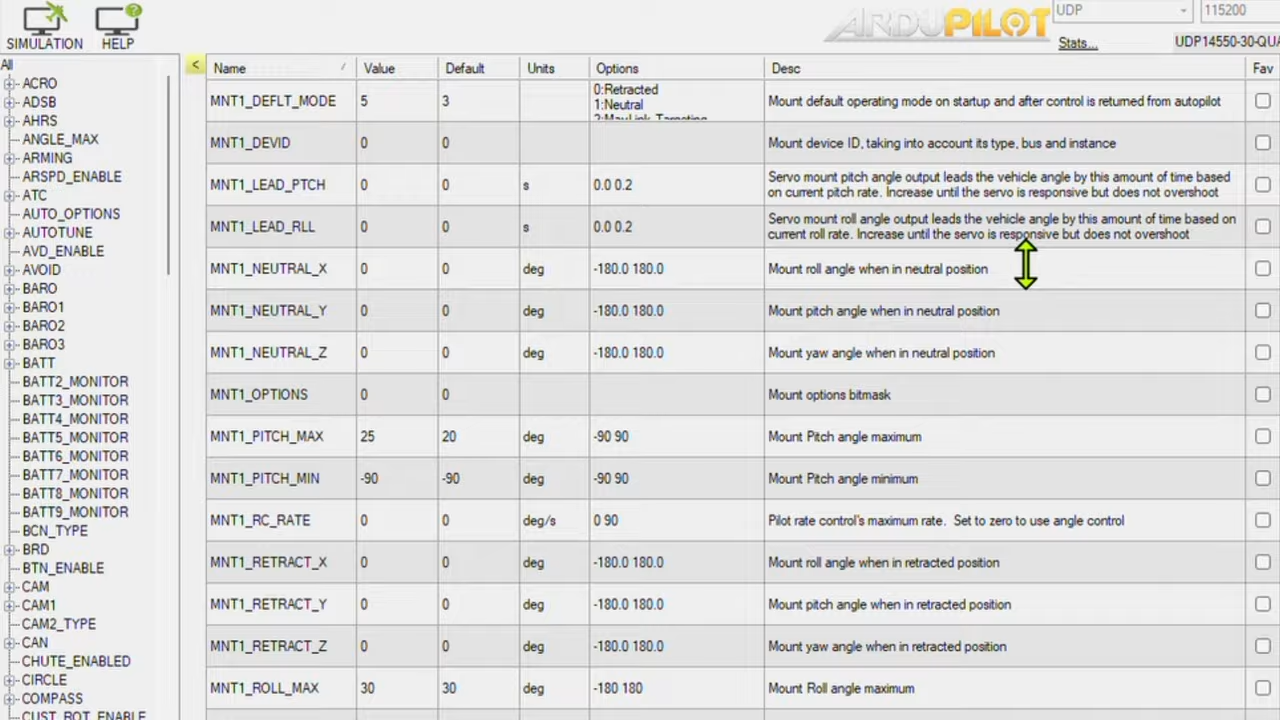 SIMULATION
HELP
ARDUPILOT
UDP
115200
Stats...
UDP14550-30-QUA
All
ACRO
ADSB
AHRS
ANGLE_MAX
ARMING
ARSPD_ENABLE
ATC
AUTO_OPTIONS
AUTOTUNE
AVD_ENABLE
AVOID
BARO
BARO1
BARO2
BARO3
BATT
BATT2_MONITOR
BATT3_MONITOR
BATT4_MONITOR
BATT5_MONITOR
BATT6_MONITOR
BATT7_MONITOR
BATT8_MONITOR
BATT9_MONITOR
BCN_TYPE
BRD
BTN_ENABLE
CAM
CAM1
CAM2_TYPE
CAN
CHUTE_ENABLED
CIRCLE
COMPASS
CUST_ROT_ENABLE
<
Name / Value Default Units Options Desc Fav
MNT1_DEFLT_MODE 5 3 0:Retracted
1:Neutral
2:MavLink Targeting
Mount default operating mode on startup and after control is returned from autopilot
MNT1_DEVID 0 0 Mount device ID, taking into account its type, bus and instance
MNT1_LEAD_PTCH 0 0 s 0.0 0.2 Servo mount pitch angle output leads the vehicle angle by this amount of time based
on current pitch rate. Increase until the servo is responsive but does not overshoot
MNT1_LEAD_RLL 0 0 s 0.0 0.2 Servo mount roll angle output leads the vehicle angle by this amount of time based on
current roll rate. Increase until the servo is responsive but does not overshoot
MNT1_NEUTRAL_X 0 0 deg -180.0 180.0 Mount roll angle when in neutral position
MNT1_NEUTRAL_Y 0 0 deg -180.0 180.0 Mount pitch angle when in neutral position
MNT1_NEUTRAL_Z 0 0 deg -180.0 180.0 Mount yaw angle when in neutral position
MNT1_OPTIONS 0 0 Mount options bitmask
MNT1_PITCH_MAX 25 20 deg -90 90 Mount Pitch angle maximum
MNT1_PITCH_MIN -90 -90 deg -90 90 Mount Pitch angle minimum
MNT1_RC_RATE 0 0 deg/s 0 90 Pilot rate control's maximum rate. Set to zero to use angle control
MNT1_RETRACT_X 0 0 deg -180.0 180.0 Mount roll angle when in retracted position
MNT1_RETRACT_Y 0 0 deg -180.0 180.0 Mount pitch angle when in retracted position
MNT1_RETRACT_Z 0 0 deg -180.0 180.0 Mount yaw angle when in retracted position
MNT1_ROLL_MAX 30 30 deg -180 180 Mount Roll angle maximum